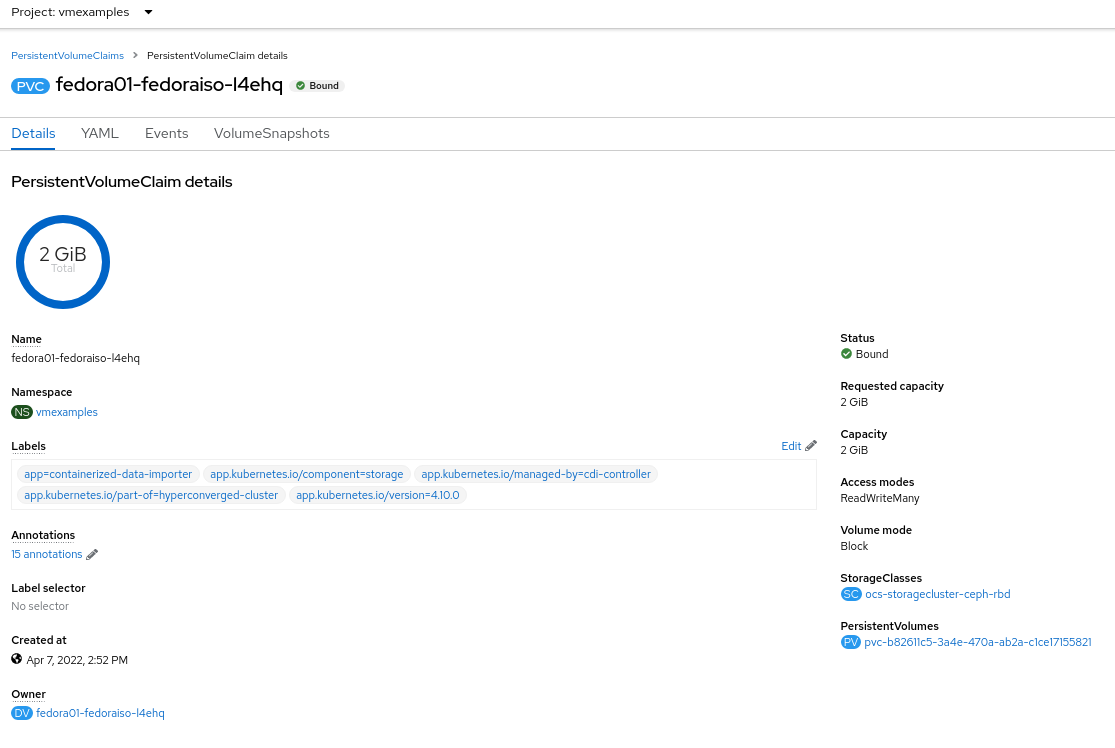 Project: vmexamples
PersistentVolumeClaims > PersistentVolumeClaim details
PVC fedora01-fedoraiso-l4ehq Bound
Details YAML Events VolumeSnapshots
PersistentVolumeClaim details
2 GiB
Total
Name
fedora01-fedoraiso-l4ehq
Namespace
NS vmexamples
Labels Edit
app=containerized-data-importer app.kubernetes.io/component=storage app.kubernetes.io/managed-by=cdi-controller
app.kubernetes.io/part-of=hyperconverged-cluster app.kubernetes.io/version=4.10.0
Annotations
15 annotations
Label selector
No selector
Created at
Apr 7, 2022, 2:52 PM
Owner
DV fedora01-fedoraiso-l4ehq
Status
Bound
Requested capacity
2 GiB
Capacity
2 GiB
Access modes
ReadWriteMany
Volume mode
Block
StorageClasses
SC ocs-storagecluster-ceph-rbd
PersistentVolumes
PV pvc-b82611c5-3a4e-470a-ab2a-c1ce17155821